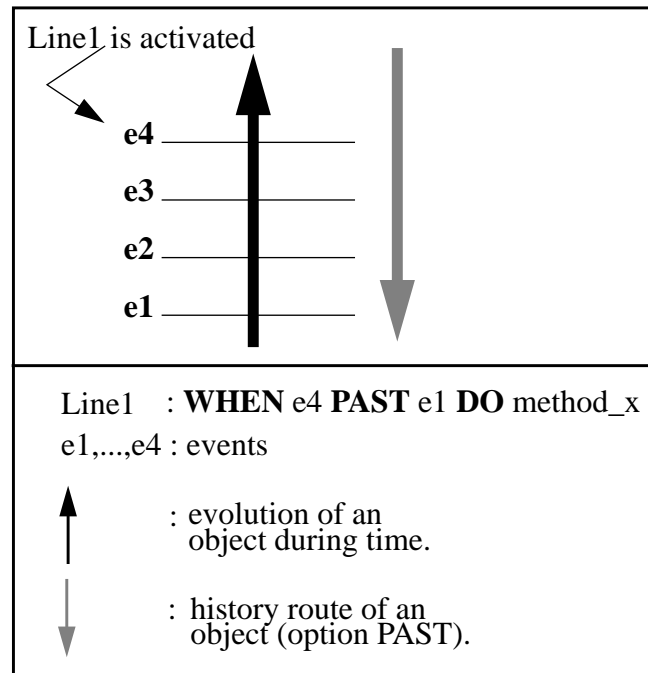 Line1 is activated
e4
e3
e2
e1
Line1 : WHEN e4 PAST e1 DO method_x
e1,...,e4 : events
: evolution of an
object during time.
: history route of an
object (option PAST).